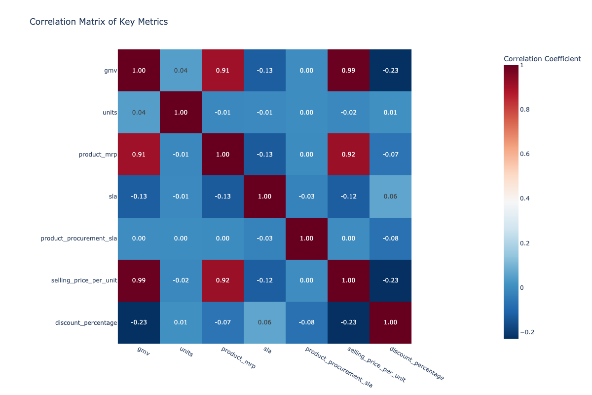 Correlation Matrix of Key Metrics
Correlation Coefficient
gmv 1.00 0.04 0.91 -0.13 0.00 0.99 -0.23
units 0.04 1.00 -0.01 -0.01 0.00 -0.02 0.01
product_mrp 0.91 -0.01 1.00 -0.13 0.00 0.92 -0.07
sla -0.13 -0.01 -0.13 1.00 -0.03 -0.12 0.06
product_procurement_sla 0.00 0.00 0.00 -0.03 1.00 0.00 -0.08
selling_price_per_unit 0.99 -0.02 0.92 -0.12 0.00 1.00 -0.23
discount_percentage -0.23 0.01 -0.07 0.06 -0.08 -0.23 1.00
gmv units product_mrp sla product_procurement_sla selling_price_per_unit discount_percentage
1
0.8
0.6
0.4
0.2
0
−0.2